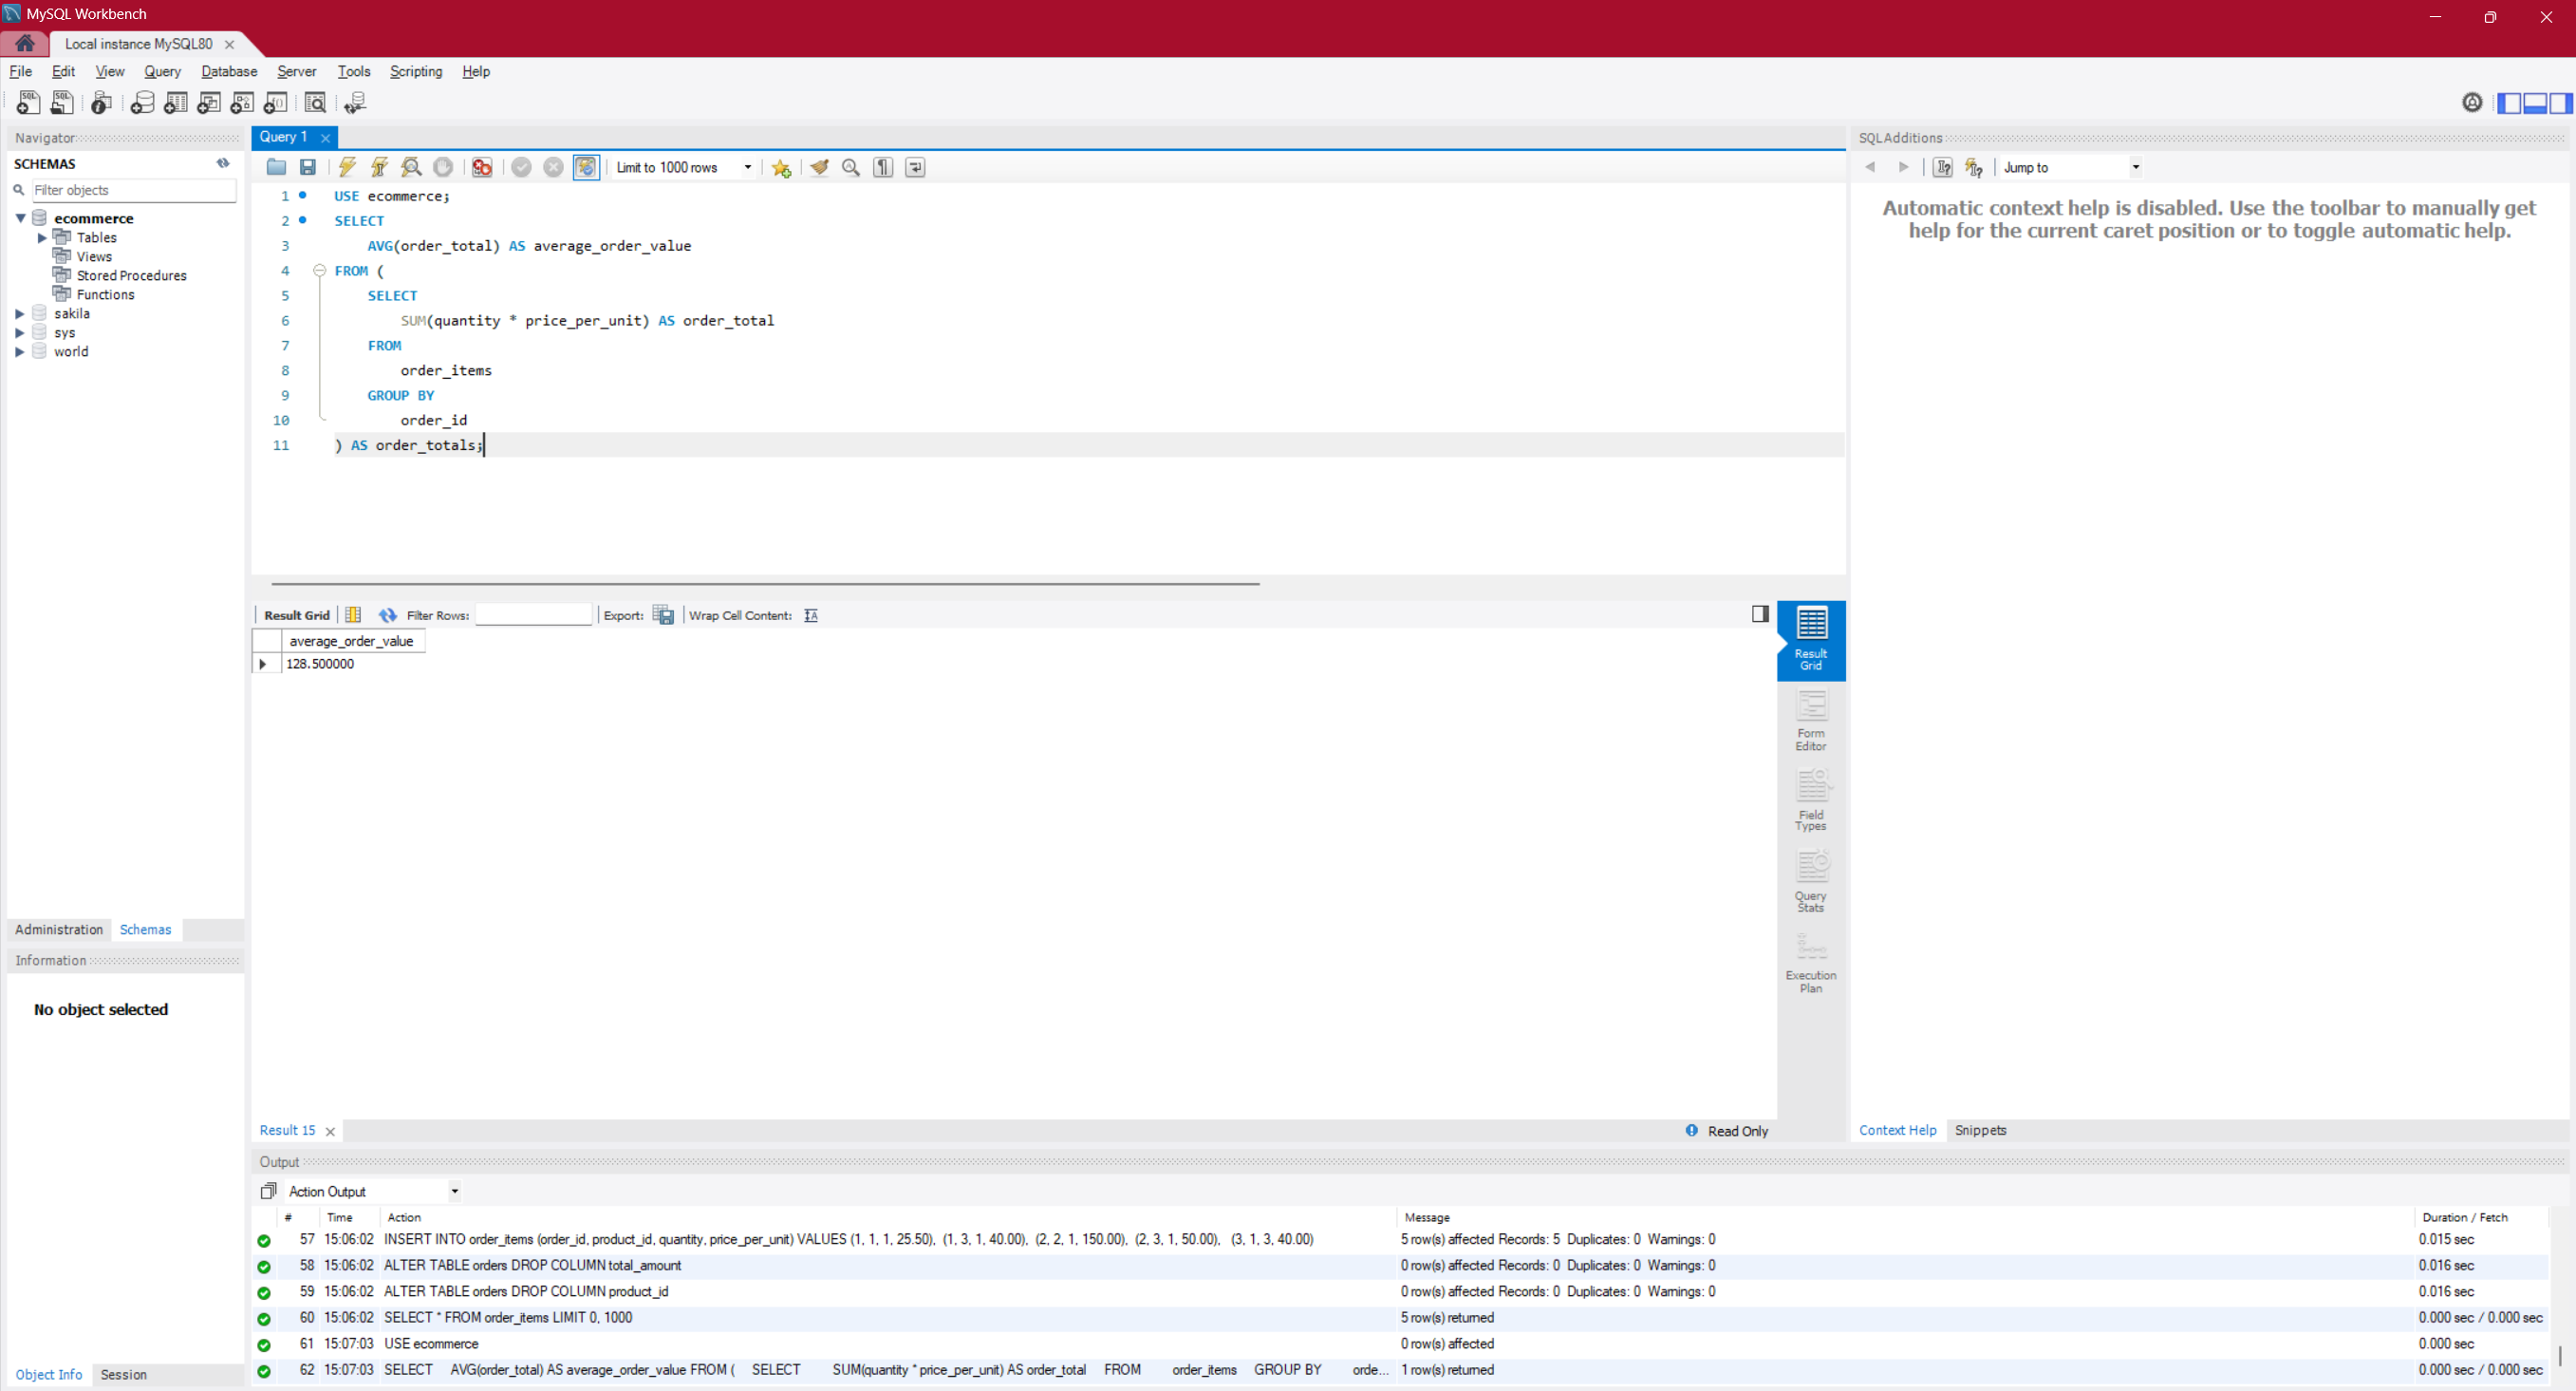 MySQL Workbench
Local instance MySQL80
File Edit View Query Database Server Tools Scripting Help
Navigator
SCHEMAS
Filter objects
ecommerce
Tables
Views
Stored Procedures
Functions
sakila
sys
world
Administration Schemas
Information
No object selected
Object Info Session
Query 1
Limit to 1000 rows
1 USE ecommerce;
2 SELECT
3 AVG(order_total) AS average_order_value
4 FROM (
5 SELECT
6 SUM(quantity * price_per_unit) AS order_total
7 FROM
8 order_items
9 GROUP BY
10 order_id
11 ) AS order_totals;
Result Grid Filter Rows: Export: Wrap Cell Content:
average_order_value
128.500000
Result
Grid
Form
Editor
Field
Types
Query
Stats
Execution
Plan
Result 15 Read Only
SQLAdditions
Jump to
Automatic context help is disabled. Use the toolbar to manually get
help for the current caret position or to toggle automatic help.
Context Help Snippets
Output
Action Output
# Time Action Message Duration / Fetch
57 15:06:02 INSERT INTO order_items (order_id, product_id, quantity, price_per_unit) VALUES (1, 1, 1, 25.50), (1, 3, 1, 40.00), (2, 2, 1, 150.00), (2, 3, 1, 50.00), (3, 1, 3, 40.00) 5 row(s) affected Records: 5 Duplicates: 0 Warnings: 0 0.015 sec
58 15:06:02 ALTER TABLE orders DROP COLUMN total_amount 0 row(s) affected Records: 0 Duplicates: 0 Warnings: 0 0.016 sec
59 15:06:02 ALTER TABLE orders DROP COLUMN product_id 0 row(s) affected Records: 0 Duplicates: 0 Warnings: 0 0.016 sec
60 15:06:02 SELECT * FROM order_items LIMIT 0, 1000 5 row(s) returned 0.000 sec / 0.000 sec
61 15:07:03 USE ecommerce 0 row(s) affected 0.000 sec
62 15:07:03 SELECT AVG(order_total) AS average_order_value FROM ( SELECT SUM(quantity * price_per_unit) AS order_total FROM order_items GROUP BY orde... 1 row(s) returned 0.000 sec / 0.000 sec